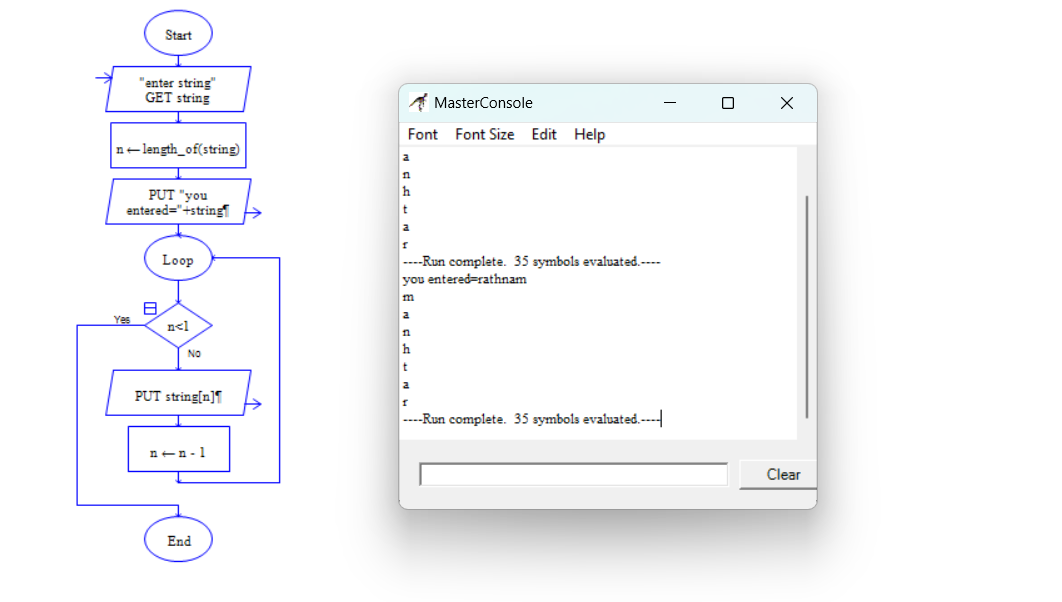 Start
"enter string"
GET string
n ← length_of(string)
PUT "you
entered="+string¶
Loop
Yes
n<1
No
PUT string[n]¶
n ← n - 1
End
MasterConsole
Font Font Size Edit Help
a
n
h
t
a
r
----Run complete. 35 symbols evaluated.----
you entered=rathnam
m
a
n
h
t
a
r
----Run complete. 35 symbols evaluated.----
Clear